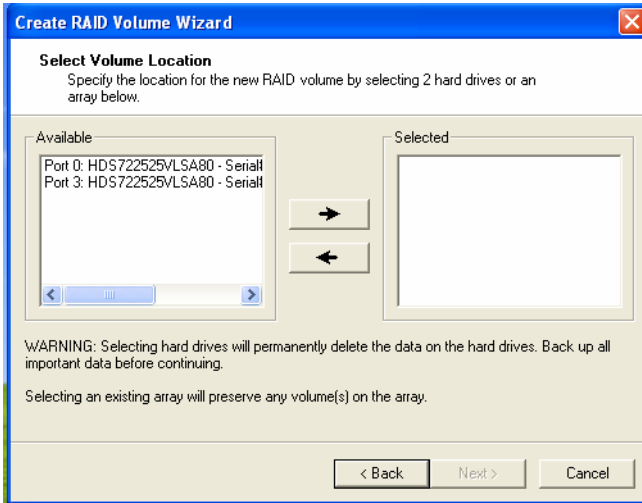 Create RAID Volume Wizard
Select Volume Location
Specify the location for the new RAID volume by selecting 2 hard drives or an
array below.
Available
Selected
Port 0: HDS722525VLSA80 - Serial#
Port 3: HDS722525VLSA80 - Serial#
WARNING: Selecting hard drives will permanently delete the data on the hard drives. Back up all
important data before continuing.
Selecting an existing array will preserve any volume(s) on the array.
< Back
Next >
Cancel